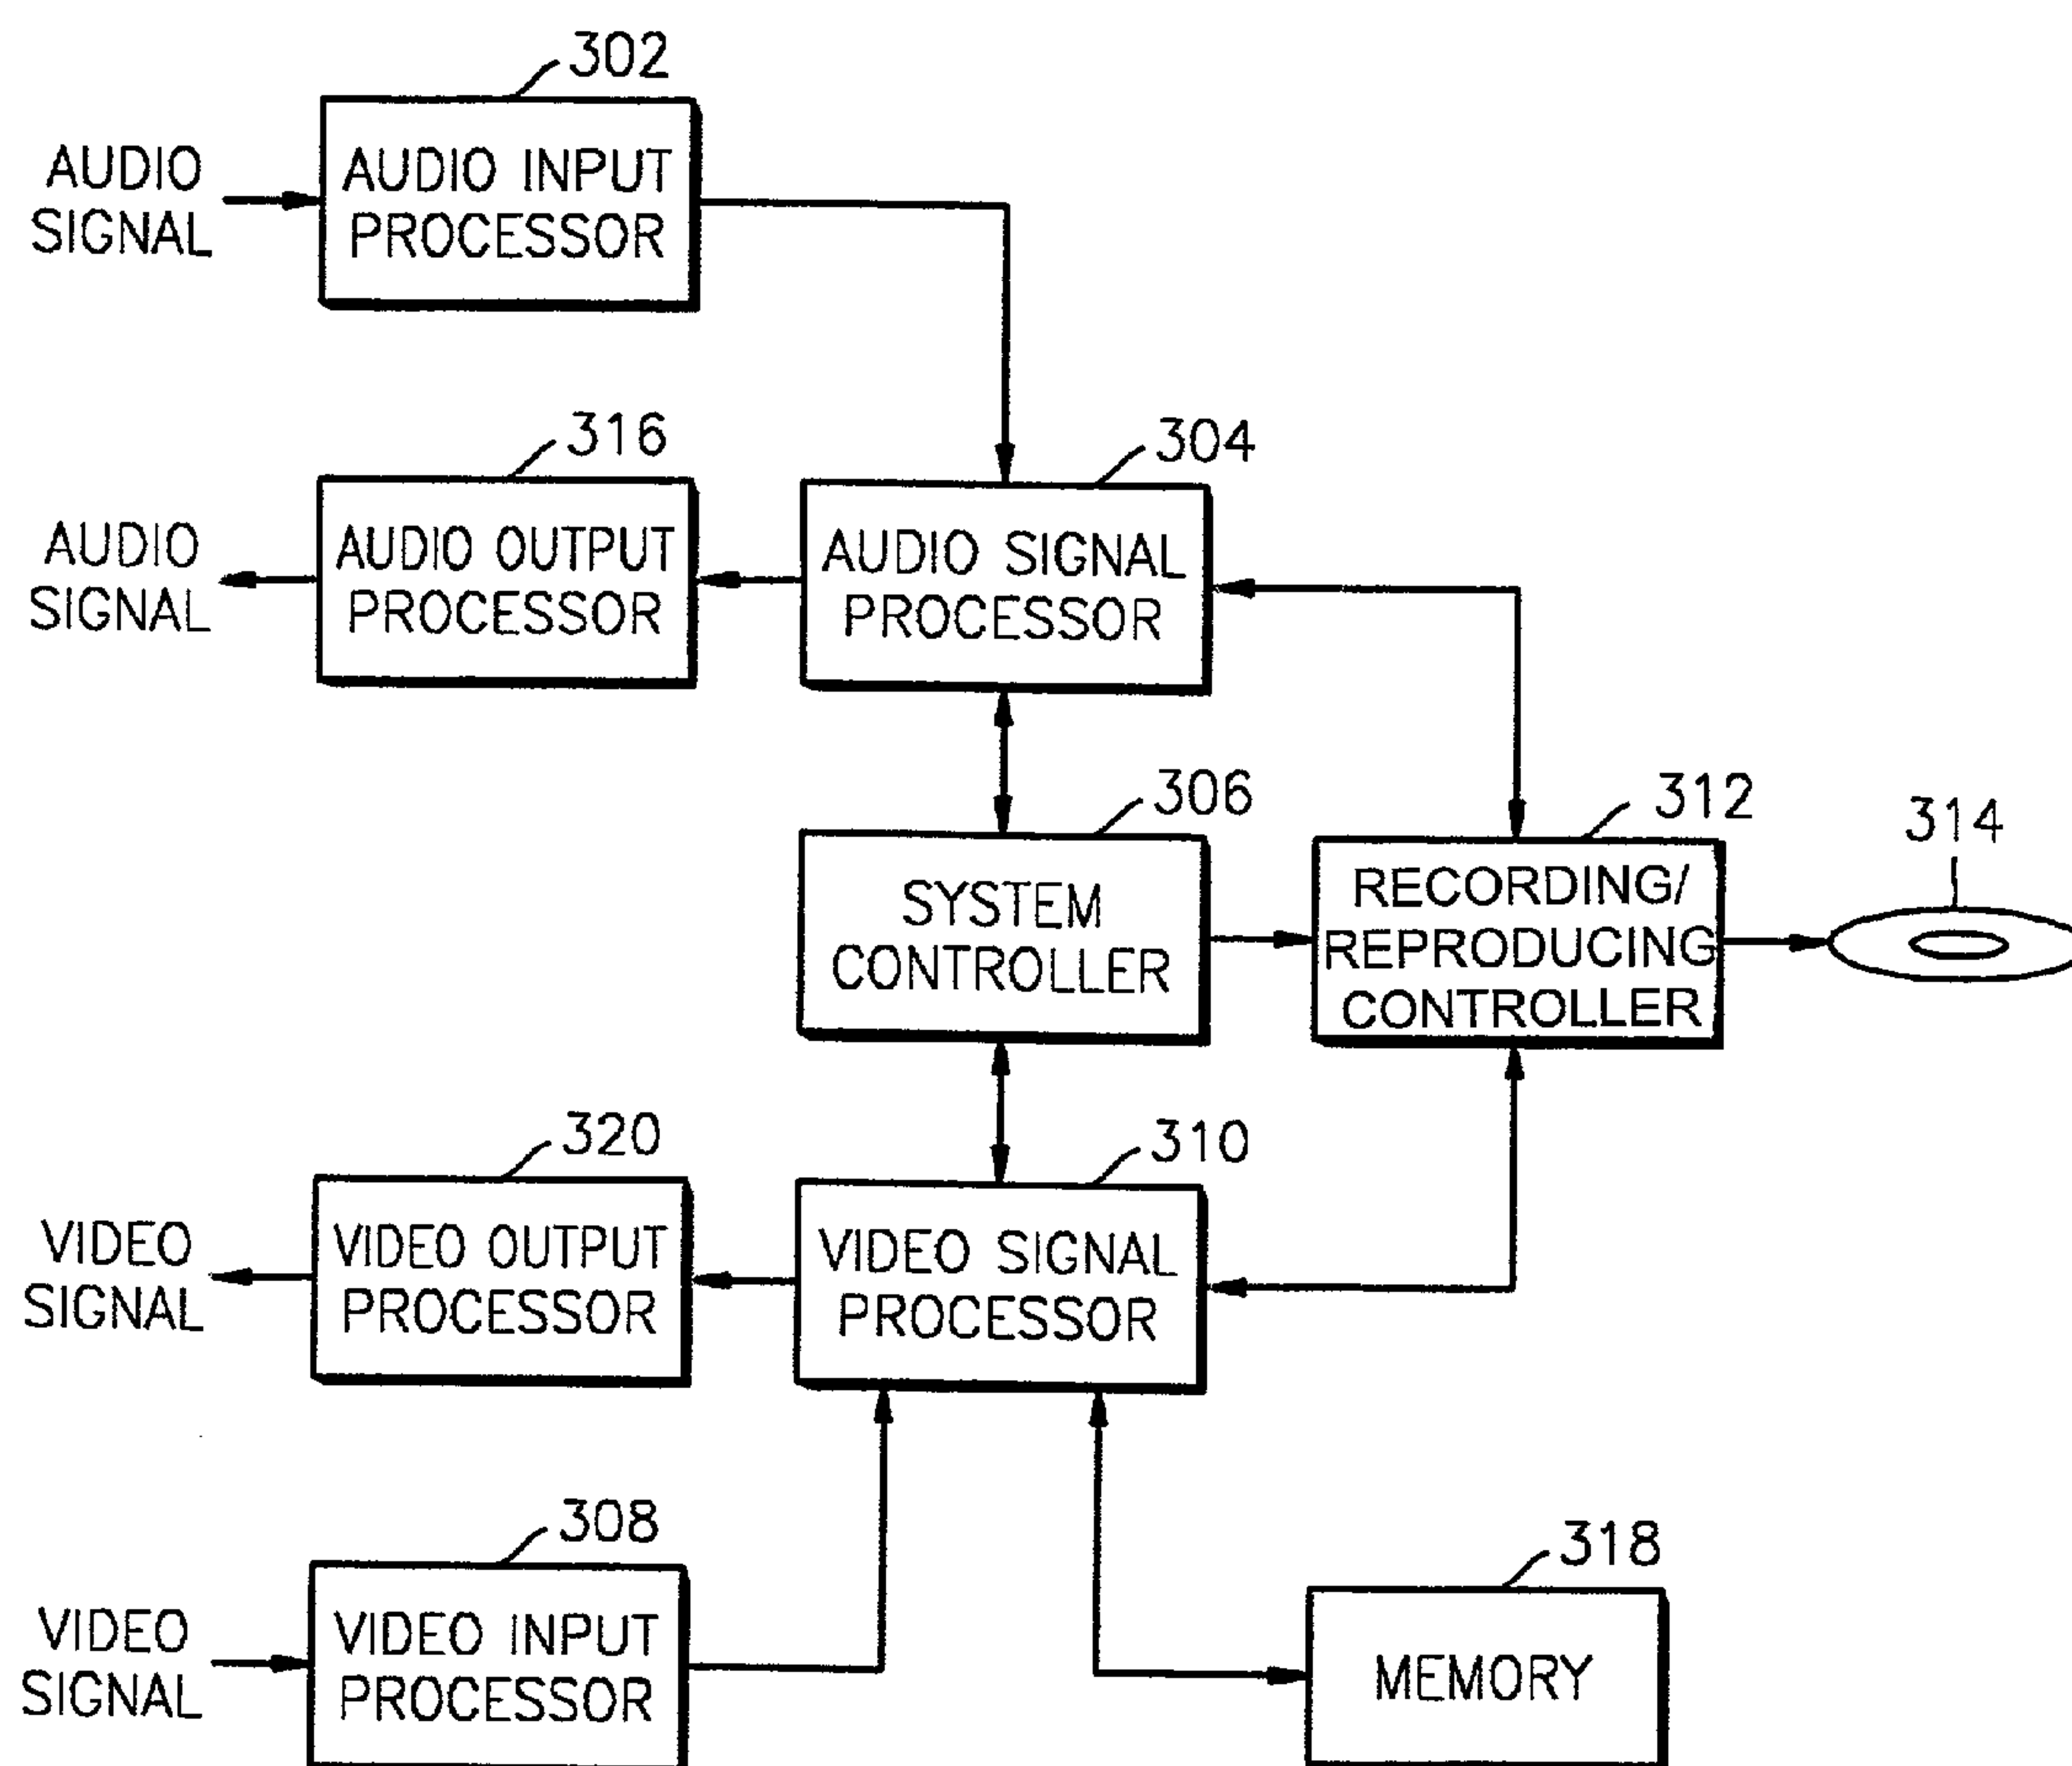 302
AUDIO
SIGNAL
AUDIO INPUT
PROCESSOR
316
AUDIO
SIGNAL
AUDIO OUTPUT
PROCESSOR
304
AUDIO SIGNAL
PROCESSOR
306
SYSTEM
CONTROLLER
312
RECORDING/
REPRODUCING
CONTROLLER
314
320
VIDEO
SIGNAL
VIDEO OUTPUT
PROCESSOR
310
VIDEO SIGNAL
PROCESSOR
308
VIDEO
SIGNAL
VIDEO INPUT
PROCESSOR
318
MEMORY